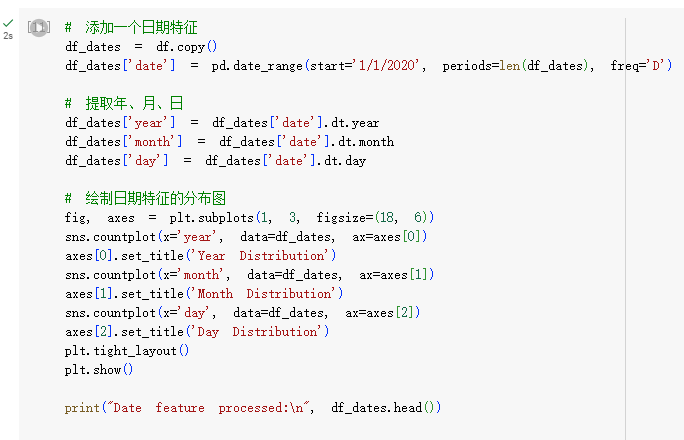 # 添加一个日期特征
df_dates = df.copy()
df_dates['date'] = pd.date_range(start='1/1/2020', periods=len(df_dates), freq='D')
# 提取年、月、日
df_dates['year'] = df_dates['date'].dt.year
df_dates['month'] = df_dates['date'].dt.month
df_dates['day'] = df_dates['date'].dt.day
# 绘制日期特征的分布图
fig, axes = plt.subplots(1, 3, figsize=(18, 6))
sns.countplot(x='year', data=df_dates, ax=axes[0])
axes[0].set_title('Year Distribution')
sns.countplot(x='month', data=df_dates, ax=axes[1])
axes[1].set_title('Month Distribution')
sns.countplot(x='day', data=df_dates, ax=axes[2])
axes[2].set_title('Day Distribution')
plt.tight_layout()
plt.show()
print("Date feature processed:\n", df_dates.head())
2s